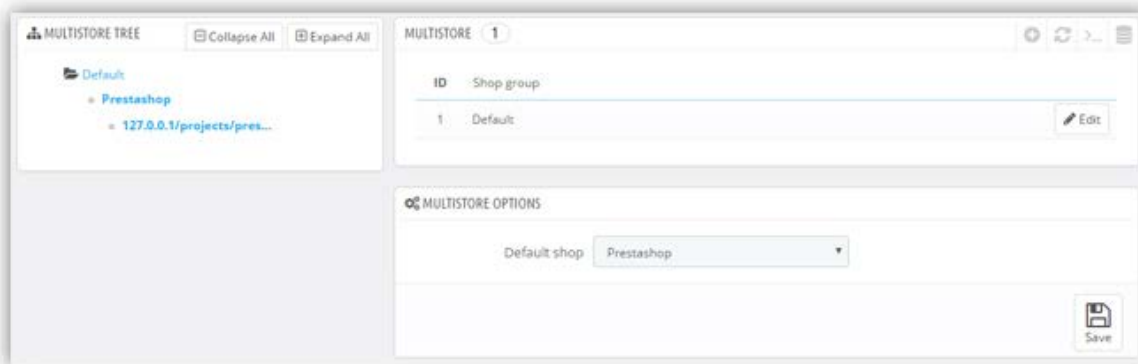 MULTISTORE TREE
Collapse All
Expand All
Default
Prestashop
127.0.0.1/projects/pres...
MULTISTORE 1
ID Shop group
1 Default
Edit
MULTISTORE OPTIONS
Default shop Prestashop
Save